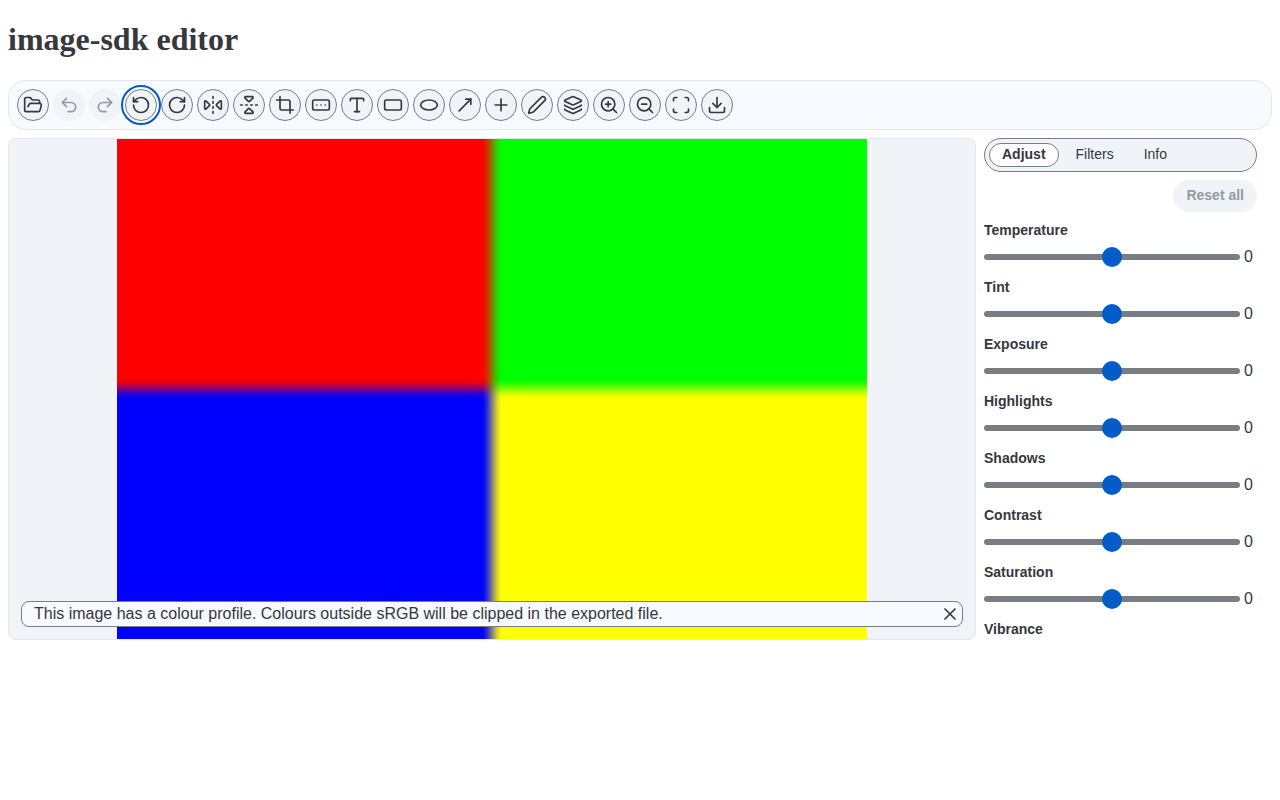 image-sdk editor
Adjust Filters Info
Reset all
Temperature
0
Tint
0
Exposure
0
Highlights
0
Shadows
0
Contrast
0
Saturation
0
Vibrance
This image has a colour profile. Colours outside sRGB will be clipped in the exported file.